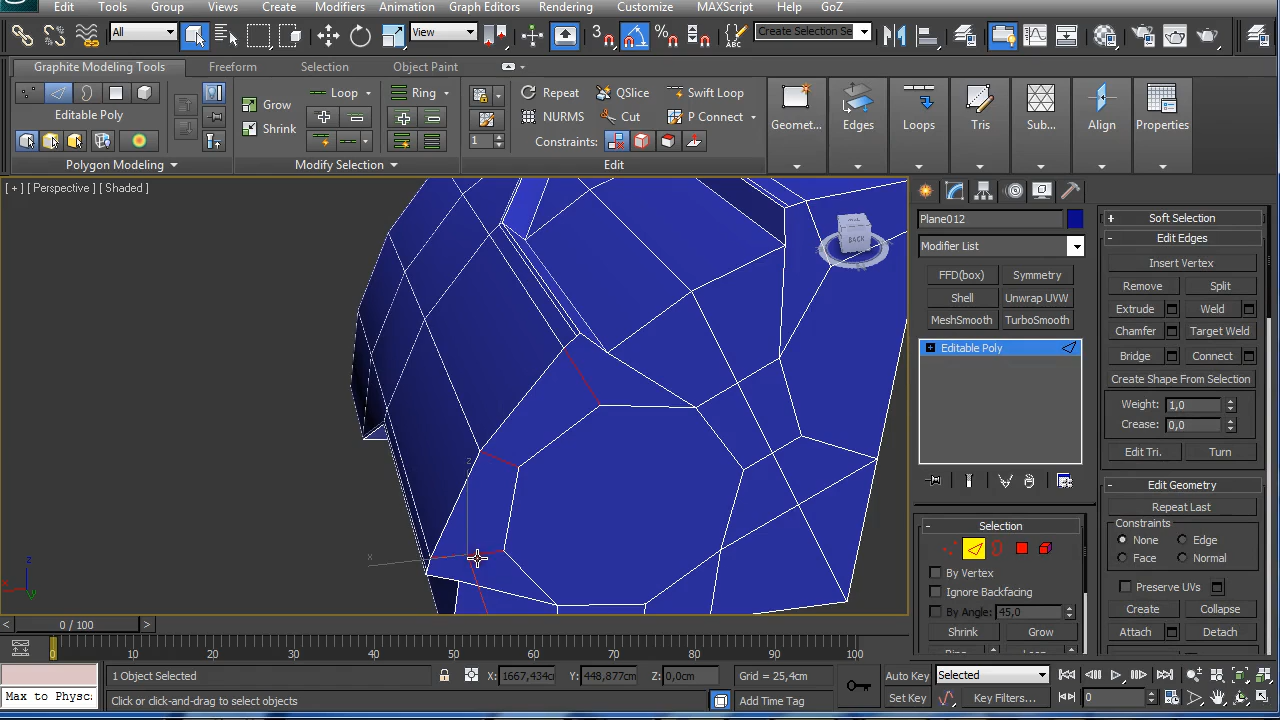 Edit Tools Group Views Create Modifiers Animation Graph Editors Rendering Customize MAXScript Help GoZ
All View Create Selection Se
Graphite Modeling Tools Freeform Selection Object Paint
Grow Loop Ring Repeat QSlice Swift Loop
Editable Poly Shrink NURMS Cut P Connect
Geomet... Edges Loops Tris Sub... Align Properties
1 Constraints:
Polygon Modeling Modify Selection Edit
[ + ] [ Perspective ] [ Shaded ]
BACK
z
x
z
x
y
Plane012
Modifier List
FFD(box) Symmetry
Shell Unwrap UVW
MeshSmooth TurboSmooth
Editable Poly
Selection
By Vertex
Ignore Backfacing
By Angle: 45,0
Shrink Grow
Ring Loop
Soft Selection
Edit Edges
Insert Vertex
Remove Split
Extrude Weld
Chamfer Target Weld
Bridge Connect
Create Shape From Selection
Weight: 1,0
Crease: 0,0
Edit Tri. Turn
Edit Geometry
Repeat Last
Constraints
None Edge
Face Normal
Preserve UVs
Create Collapse
Attach Detach
< 0 / 100 >
0 10 20 30 40 50 60 70 80 90 100
1 Object Selected X: 1667,434c Y: 448,877cm Z: 0,0cm Grid = 25,4cm Auto Key Selected
Max to Physc: Click or click-and-drag to select objects Add Time Tag Set Key Key Filters... 0